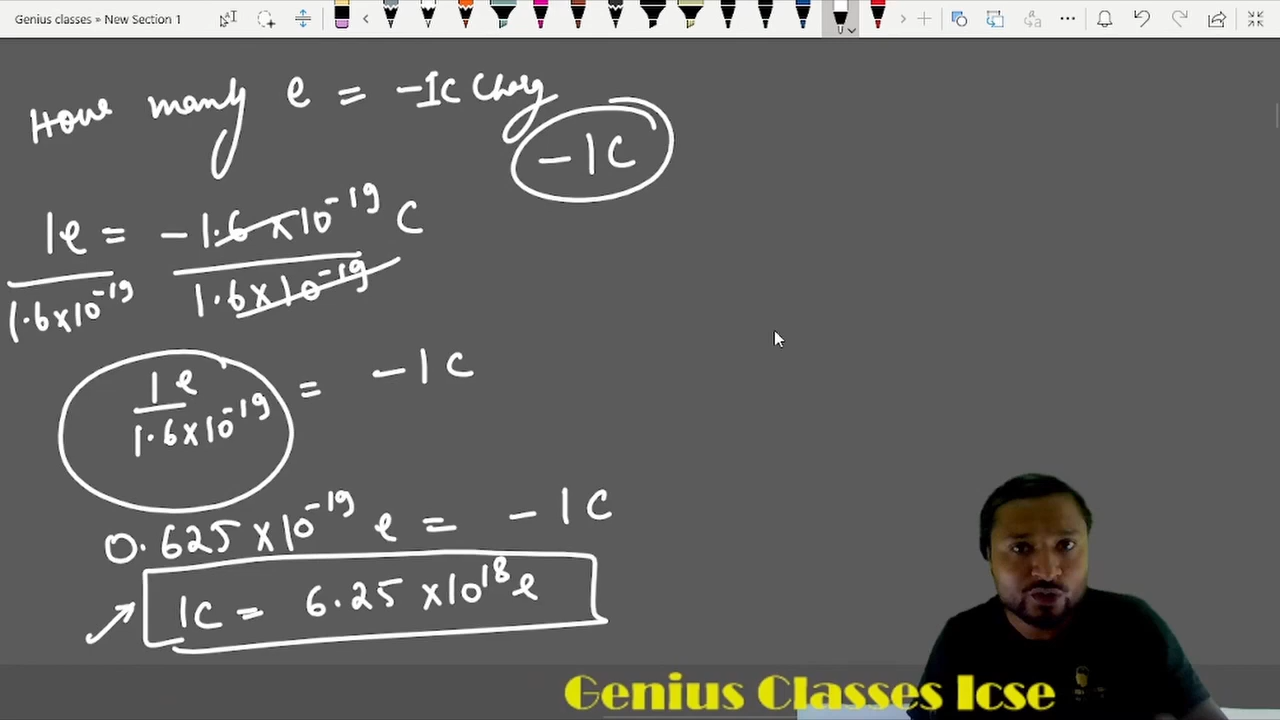 Genius classes » New Section 1
How many e = -1C Charg
-1C
1e = -1.6 x 10^-19 C
1.6x10^-19 1.6x10^-19
1e = -1C
1.6x10^-19
0.625 x10^-19 e = -1C
1C = 6.25 x10^18 e
Genius Classes Icse